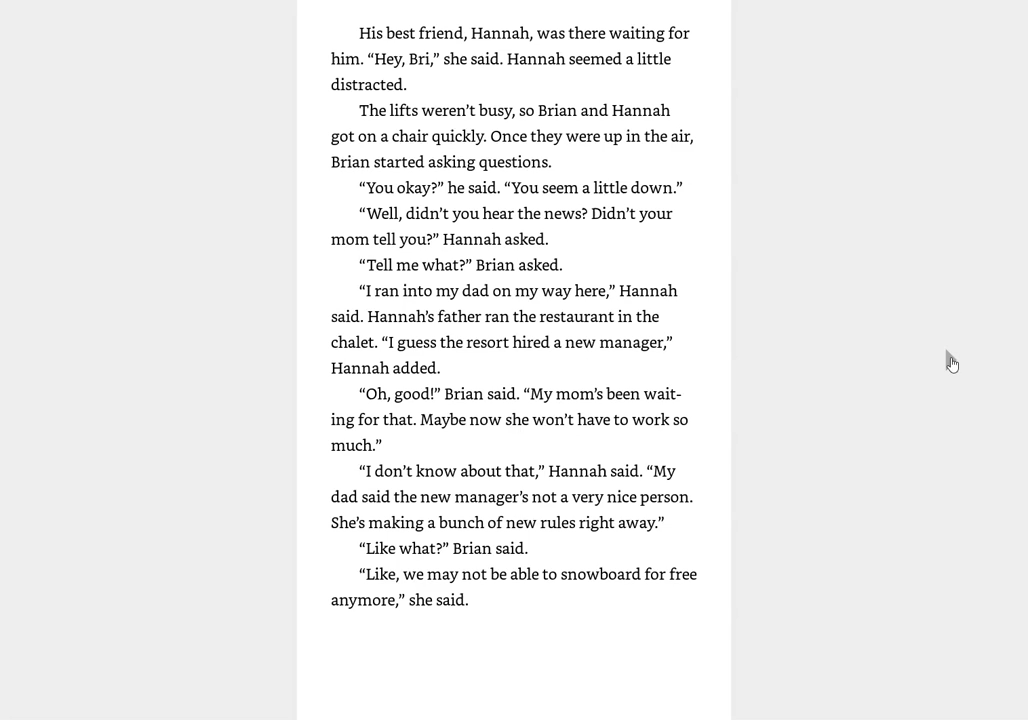 His best friend, Hannah, was there waiting for
him. “Hey, Bri,” she said. Hannah seemed a little
distracted.
The lifts weren’t busy, so Brian and Hannah
got on a chair quickly. Once they were up in the air,
Brian started asking questions.
“You okay?” he said. “You seem a little down.”
“Well, didn’t you hear the news? Didn’t your
mom tell you?” Hannah asked.
“Tell me what?” Brian asked.
“I ran into my dad on my way here,” Hannah
said. Hannah’s father ran the restaurant in the
chalet. “I guess the resort hired a new manager,”
Hannah added.
“Oh, good!” Brian said. “My mom’s been wait-
ing for that. Maybe now she won’t have to work so
much.”
“I don’t know about that,” Hannah said. “My
dad said the new manager’s not a very nice person.
She’s making a bunch of new rules right away.”
“Like what?” Brian said.
“Like, we may not be able to snowboard for free
anymore,” she said.